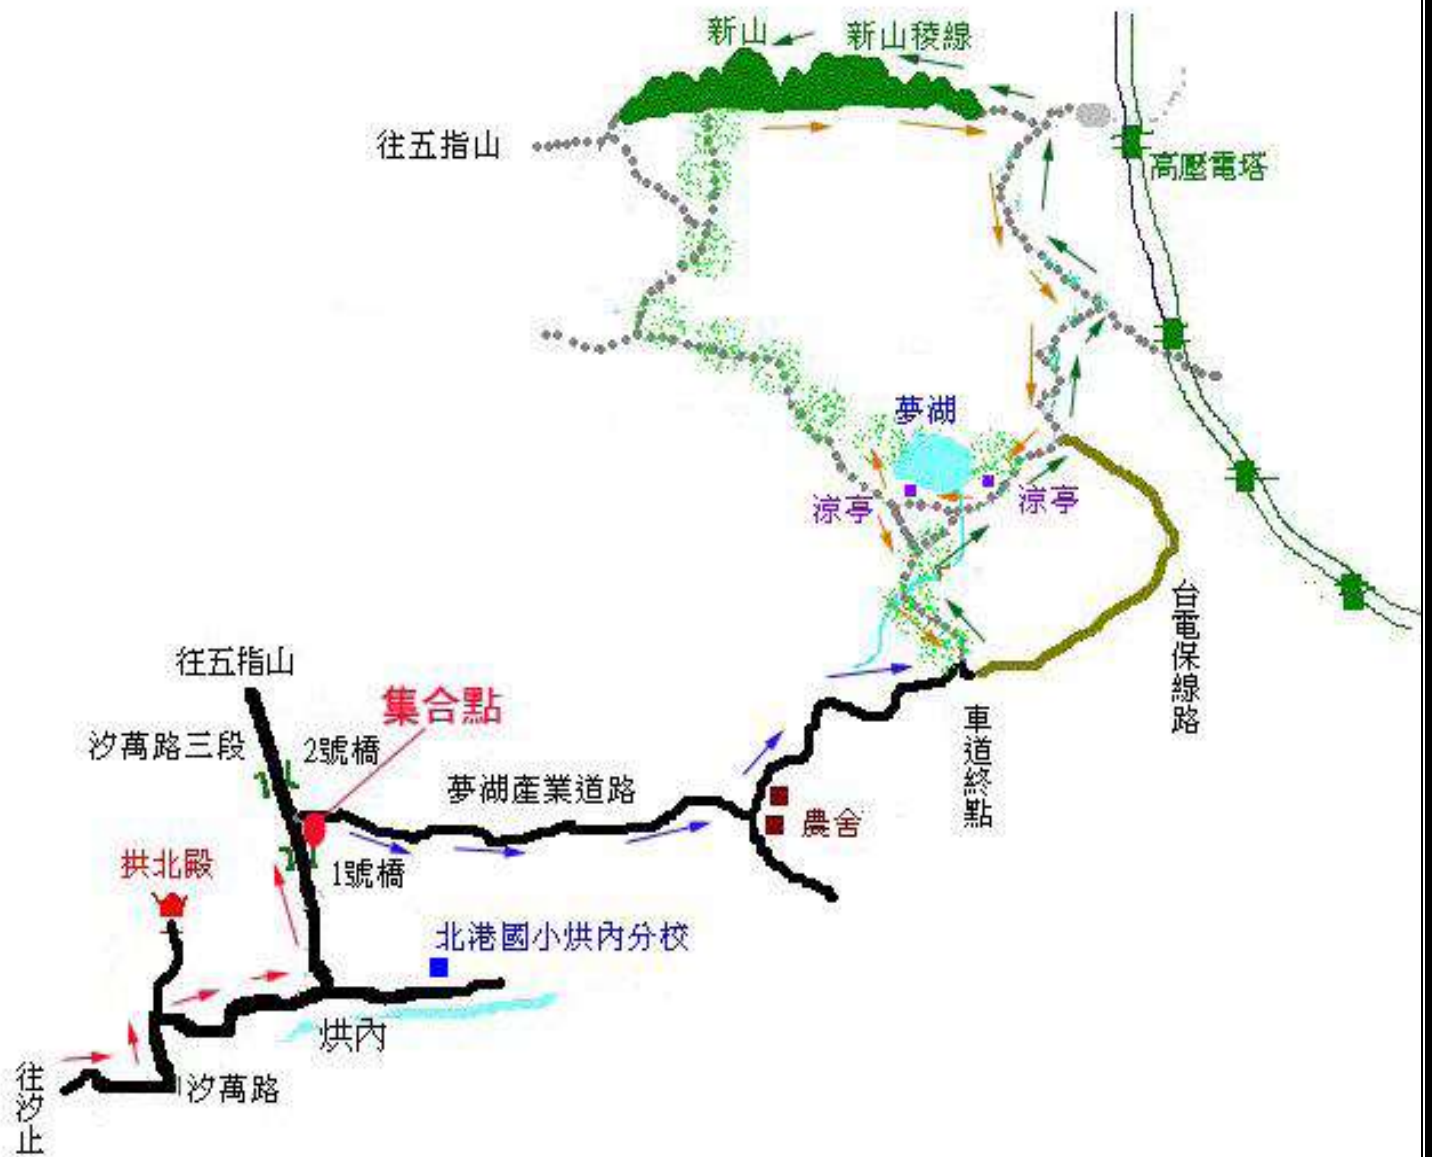 新山
新山稜線
往五指山
高壓電塔
夢湖
涼亭
涼亭
台電保線路
往五指山
集合點
汐萬路三段
2號橋
夢湖產業道路
車道終點
農舍
拱北殿
1號橋
北港國小烘內分校
烘內
往汐止
汐萬路